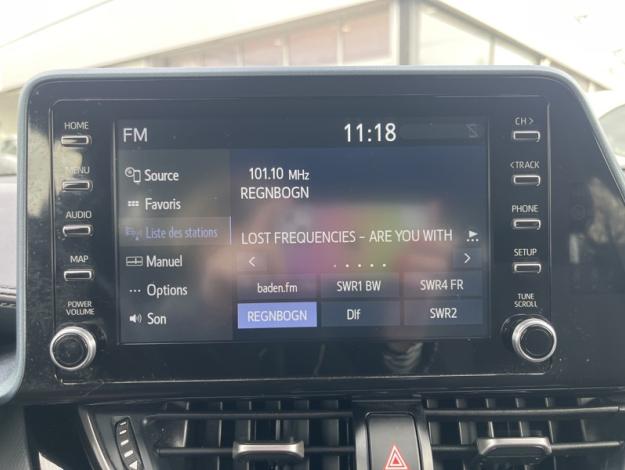 HOME
MENU
AUDIO
MAP
POWER
VOLUME
FM
11:18
Source
Favoris
Liste des stations
Manuel
Options
Son
101.10 MHz
REGNBOGN
LOST FREQUENCIES - ARE YOU WITH
baden.fm
SWR1 BW
SWR4 FR
REGNBOGN
Dlf
SWR2
CH >
< TRACK
PHONE
SETUP
TUNE
SCROLL